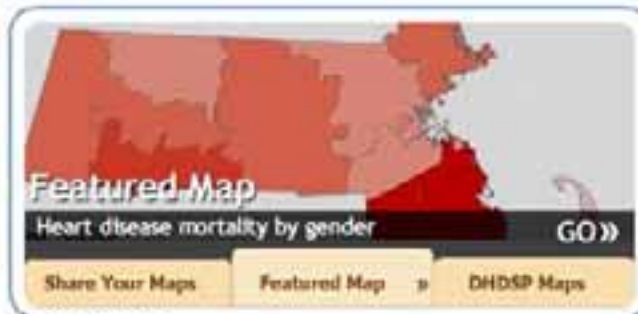 Featured Map
Heart disease mortality by gender GO»
Share Your Maps Featured Map » DHDSP Maps